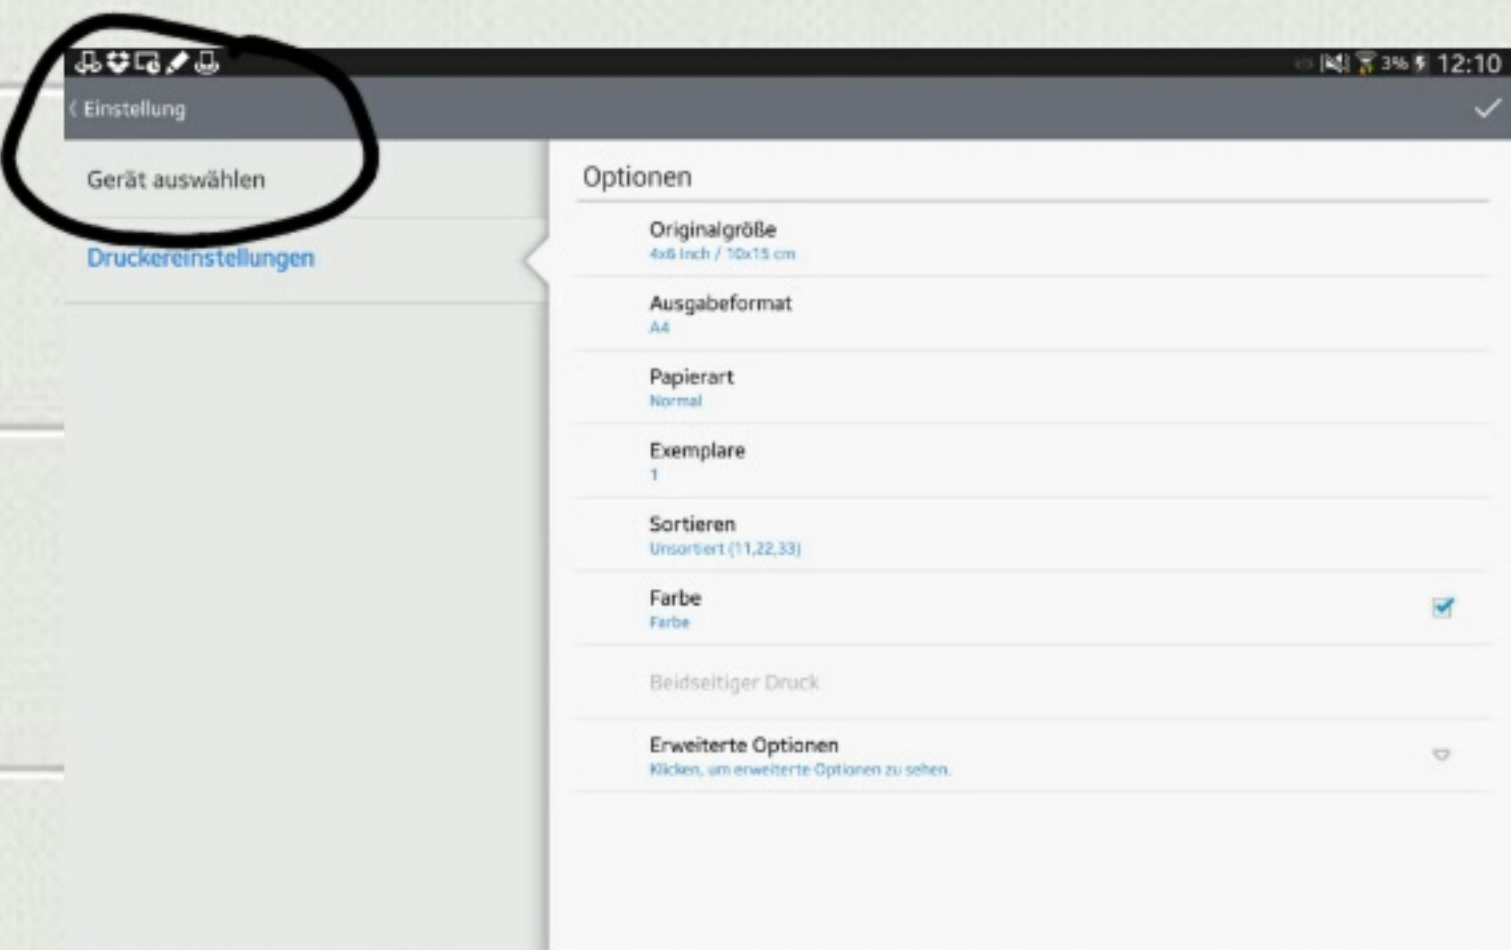 3% 12:10
Einstellung
Gerät auswählen
Druckereinstellungen
Optionen
Originalgröße
4x6 Inch / 10x15 cm
Ausgabeformat
A4
Papierart
Normal
Exemplare
1
Sortieren
Unsortiert (11,22,33)
Farbe
Farbe
Beidseitiger Druck
Erweiterte Optionen
Klicken, um erweiterte Optionen zu sehen.